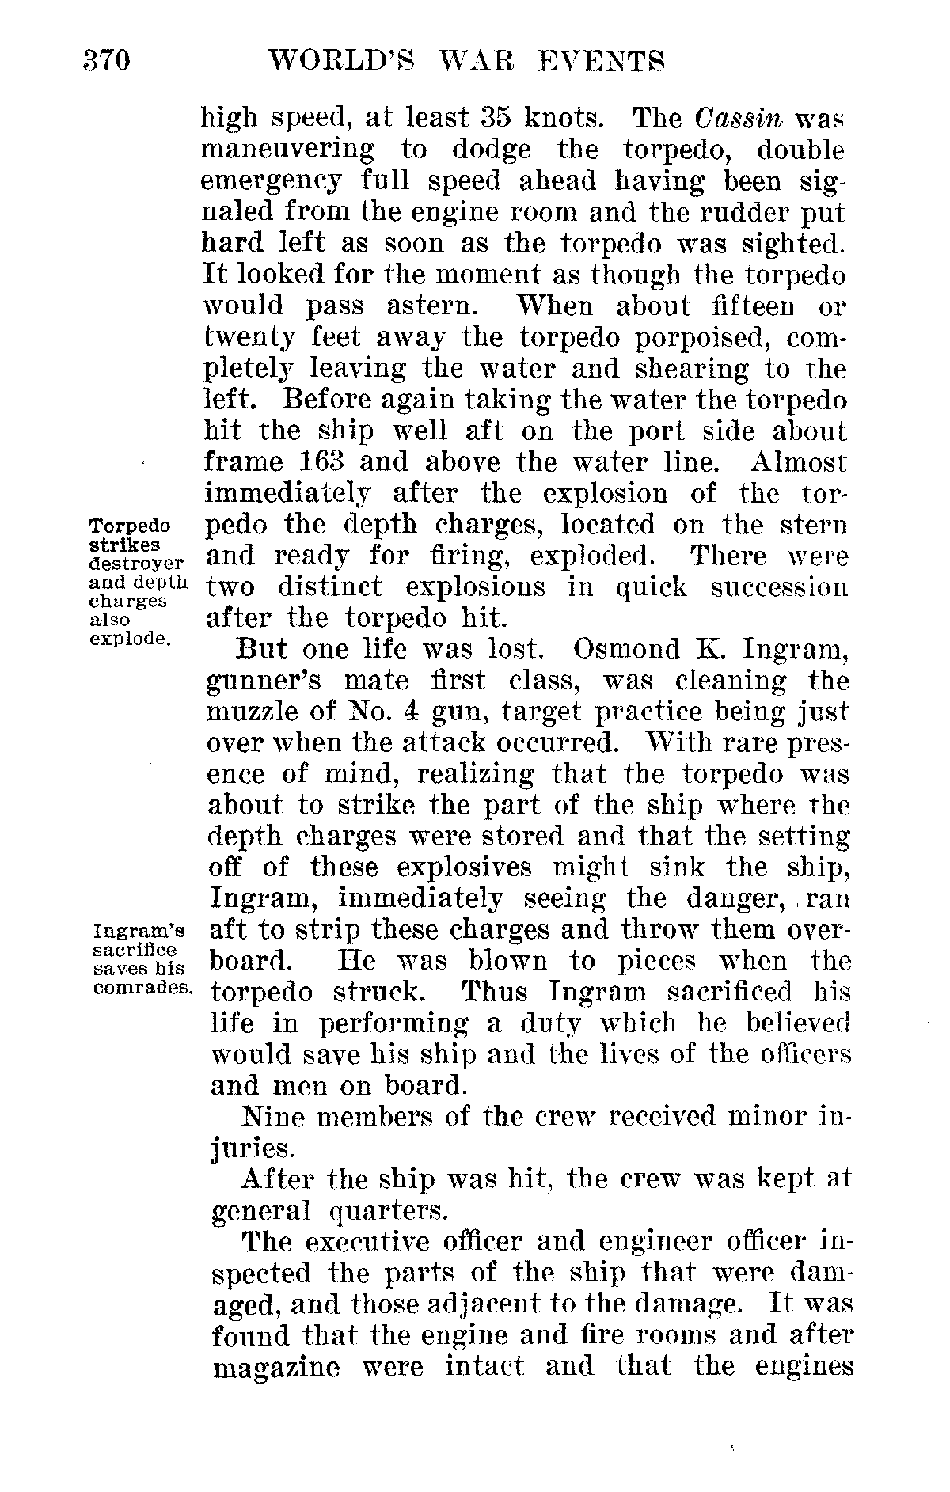 370 WORLD'S WAR EVENTS
high speed, at least 35 knots. The Cassin was
maneuvering to dodge the torpedo, double
emergency full speed ahead having been sig-
naled from the engine room and the rudder put
hard left as soon as the torpedo was sighted.
It looked for the moment as though the torpedo
would pass astern. When about fifteen or
twenty feet away the torpedo porpoised, com-
pletely leaving the water and shearing to the
left. Before again taking the water the torpedo
hit the ship well aft on the port side about
frame 163 and above the water line. Almost
immediately after the explosion of the tor-
pedo the depth charges, located on the stern
and ready for firing, exploded. There were
two distinct explosions in quick succession
after the torpedo hit.
Torpedo
strikes
destroyer
and depth
charges
also
explode.
But one life was lost. Osmond K. Ingram,
gunner's mate first class, was cleaning the
muzzle of No. 4 gun, target practice being just
over when the attack occurred. With rare pres-
ence of mind, realizing that the torpedo was
about to strike the part of the ship where the
depth charges were stored and that the setting
off of these explosives might sink the ship,
Ingram, immediately seeing the danger, ran
aft to strip these charges and throw them over-
board. He was blown to pieces when the
torpedo struck. Thus Ingram sacrificed his
life in performing a duty which he believed
would save his ship and the lives of the officers
and men on board.
Ingram's
sacrifice
saves his
comrades.
Nine members of the crew received minor in-
juries.
After the ship was hit, the crew was kept at
general quarters.
The executive officer and engineer officer in-
spected the parts of the ship that were dam-
aged, and those adjacent to the damage. It was
found that the engine and fire rooms and after
magazine were intact and that the engines